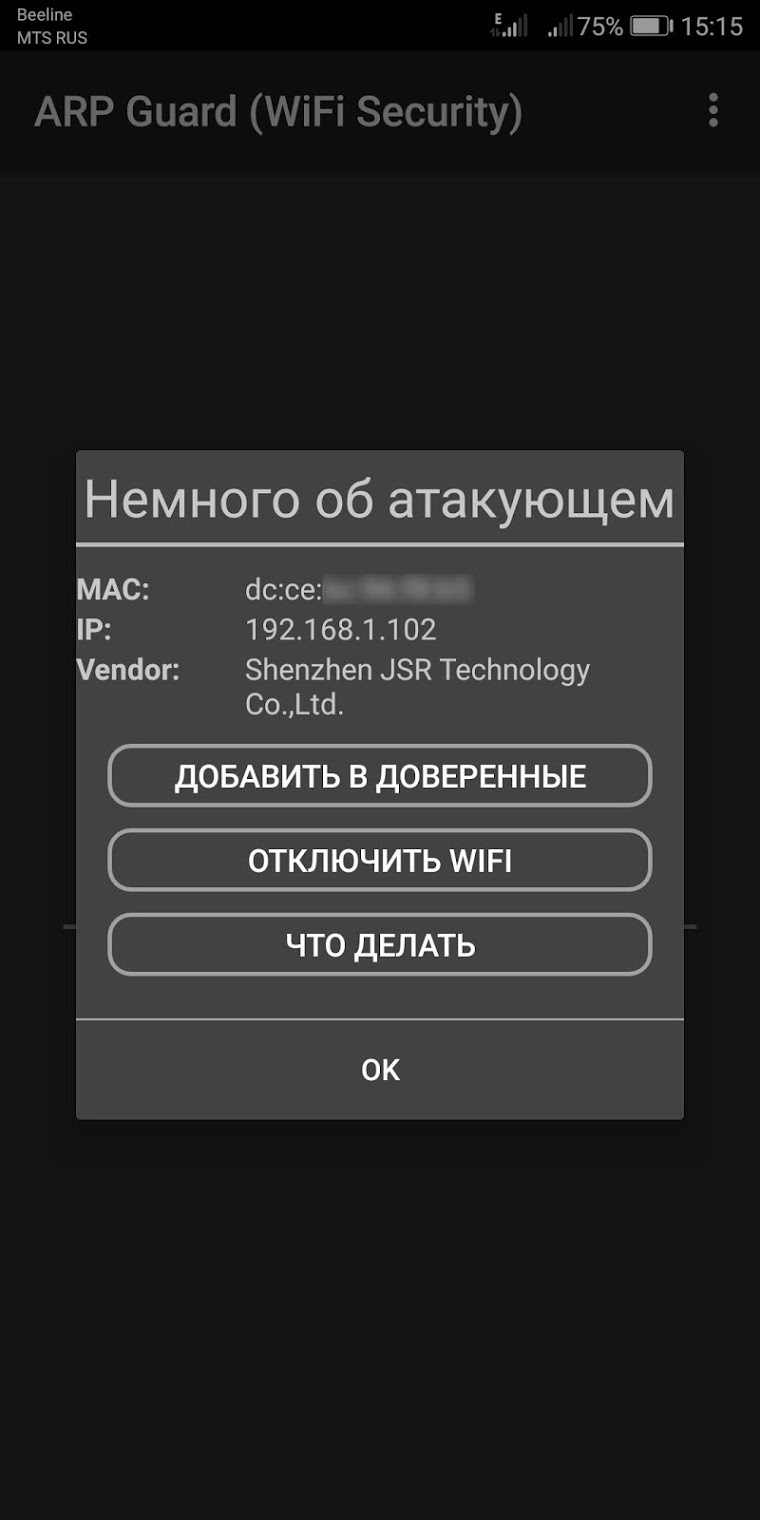 Beeline
MTS RUS
E
75%
15:15
ARP Guard (WiFi Security)
Немного об атакующем
MAC: dc:ce:
IP: 192.168.1.102
Vendor: Shenzhen JSR Technology
Co.,Ltd.
ДОБАВИТЬ В ДОВЕРЕННЫЕ
ОТКЛЮЧИТЬ WIFI
ЧТО ДЕЛАТЬ
OK